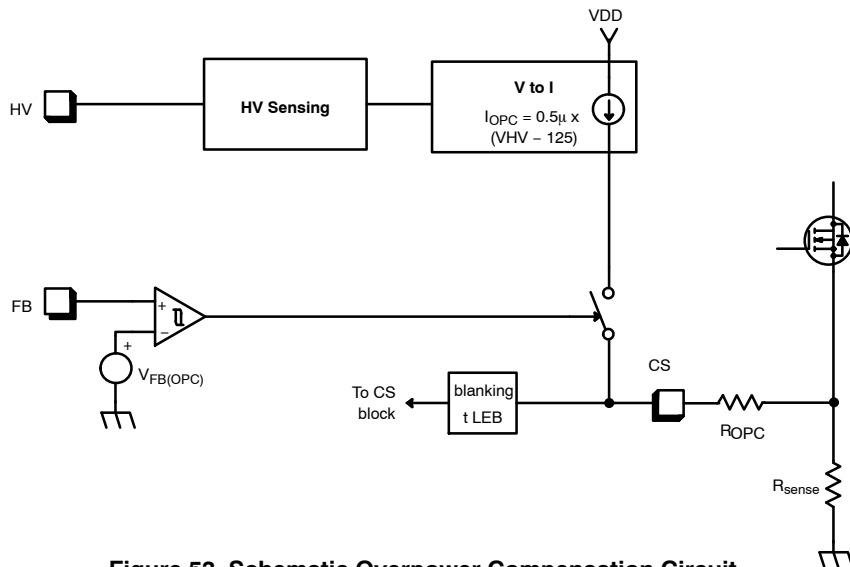 VDD
HV
HV Sensing
V to I
IOPC = 0.5μ x
(VHV − 125)
FB
+
−
+
VFB(OPC)
To CS
block
blanking
t LEB
CS
ROPC
Rsense
Figure 53. Schematic Overpower Compensation Circuit